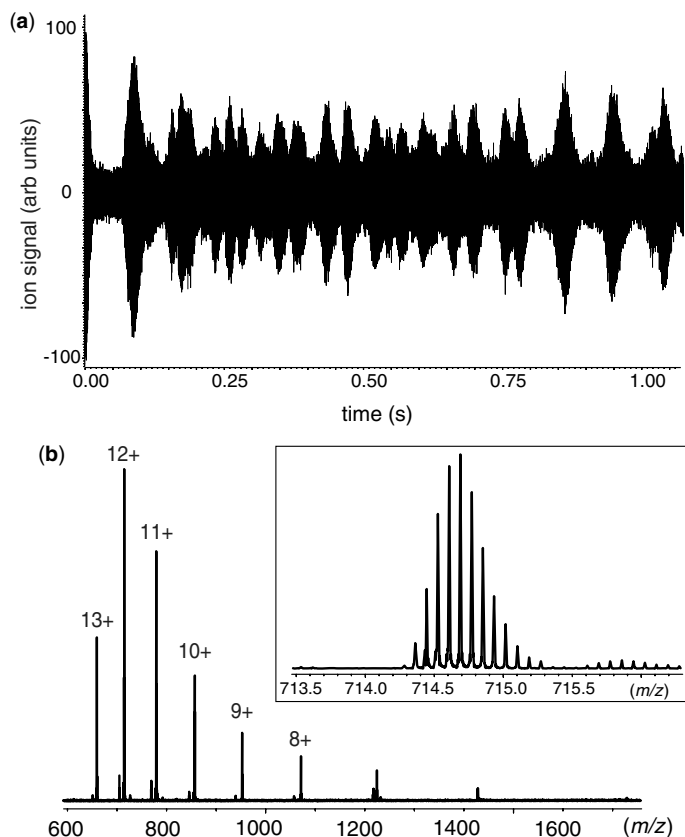 (a)
100
0
-100
ion signal (arb units)
0.00 0.25 0.50 0.75 1.00
time (s)
(b)
12+
11+
13+
10+
9+
8+
713.5 714.0 714.5 715.0 715.5 (m/z)
600 800 1000 1200 1400 1600 (m/z)